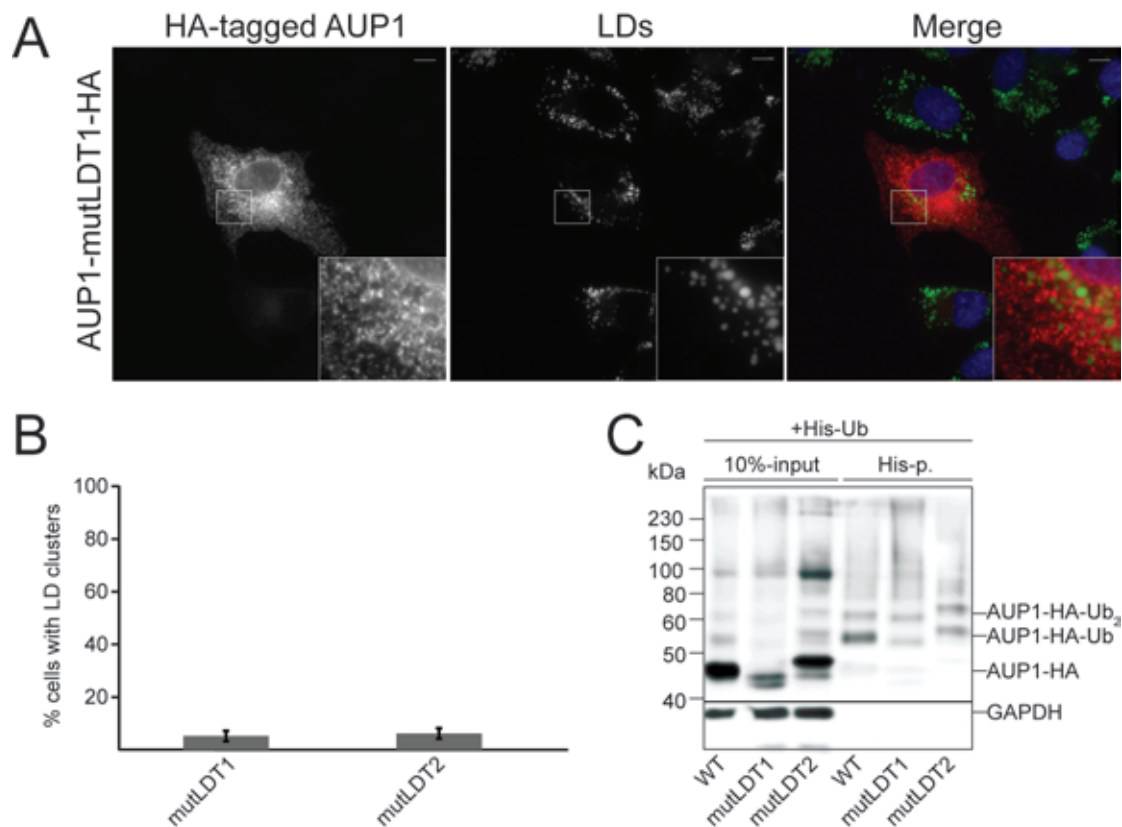 A
HA-tagged AUP1
LDs
Merge
AUP1-mutLDT1-HA
B
% cells with LD clusters
100
80
60
40
20
mutLDT1
mutLDT2
C
+His-Ub
kDa
10%-input
His-p.
230
150
100
80
60
50
40
AUP1-HA-Ub₂
AUP1-HA-Ub
AUP1-HA
GAPDH
WT
mutLDT1
mutLDT2
WT
mutLDT1
mutLDT2